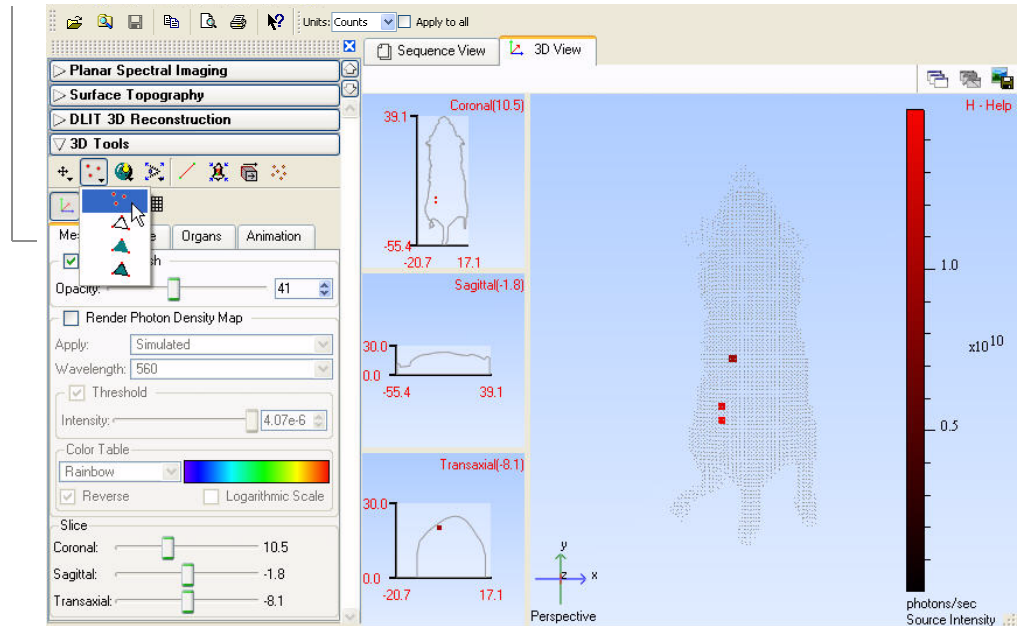 Units: Counts Apply to all
Sequence View 3D View
Planar Spectral Imaging
Surface Topography
DLIT 3D Reconstruction
3D Tools
Me e Organs Animation
sh
Opacity: 41
Render Photon Density Map
Apply: Simulated
Wavelength: 560
Threshold
Intensity: 4.07e-6
Color Table
Rainbow
Reverse Logarithmic Scale
Slice
Coronal: 10.5
Sagittal: -1.8
Transaxial: -8.1
Coronal(10.5)
39.1
-55.4
-20.7 17.1
Sagittal(-1.8)
30.0
0.0
-55.4 39.1
Transaxial(-8.1)
30.0
0.0
-20.7 17.1
H - Help
1.0
x10^10
0.5
y
z x
Perspective
photons/sec
Source Intensity